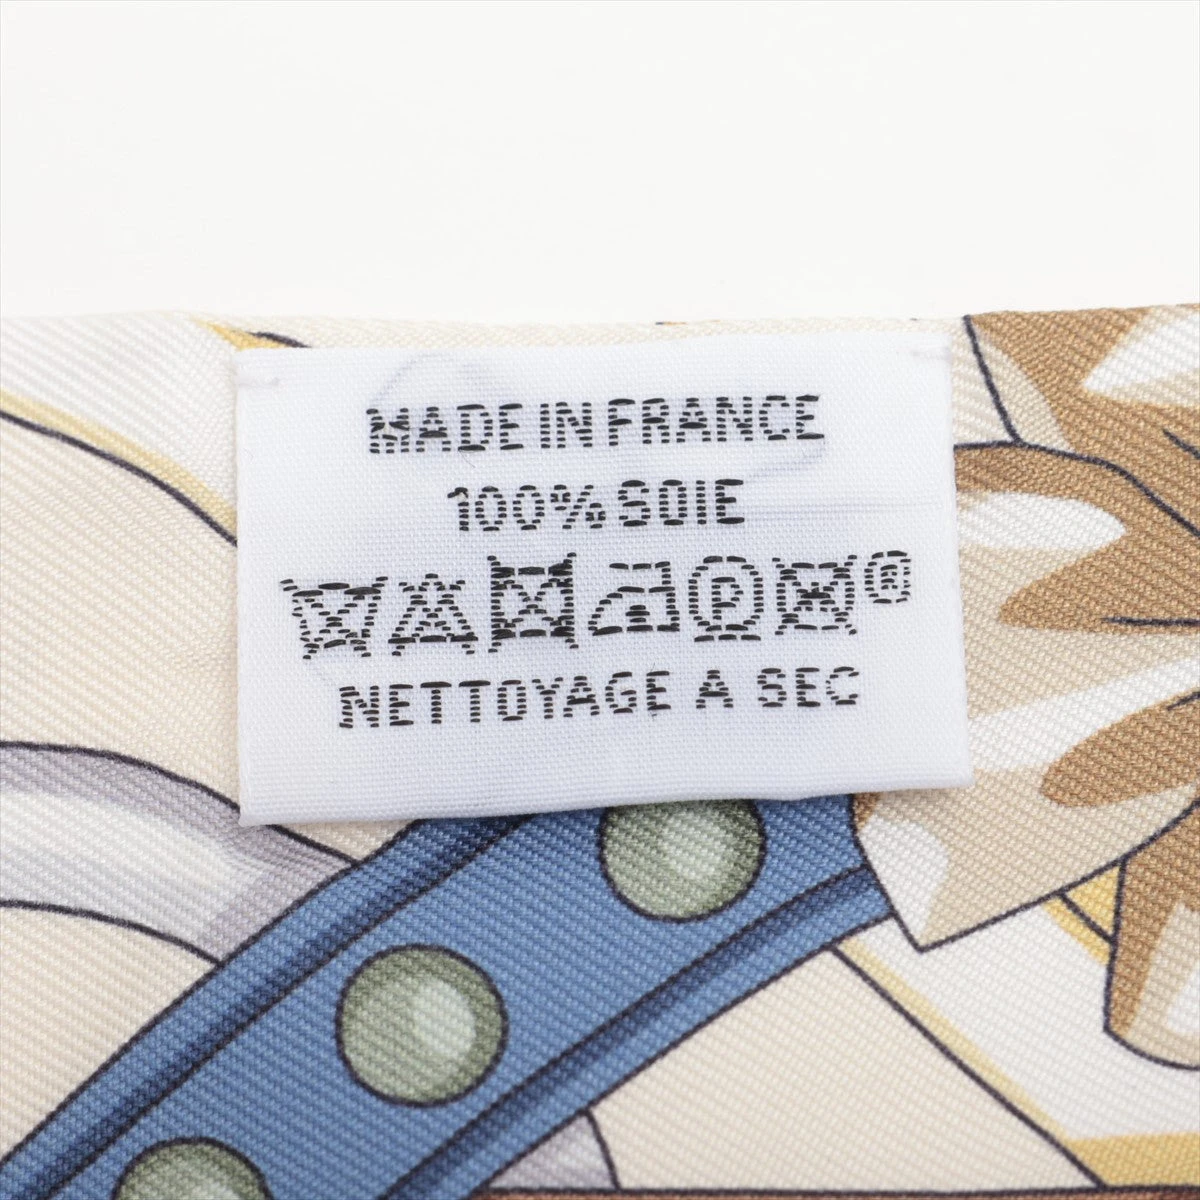 MADE IN FRANCE
100% SOIE
P ®
NETTOYAGE A SEC